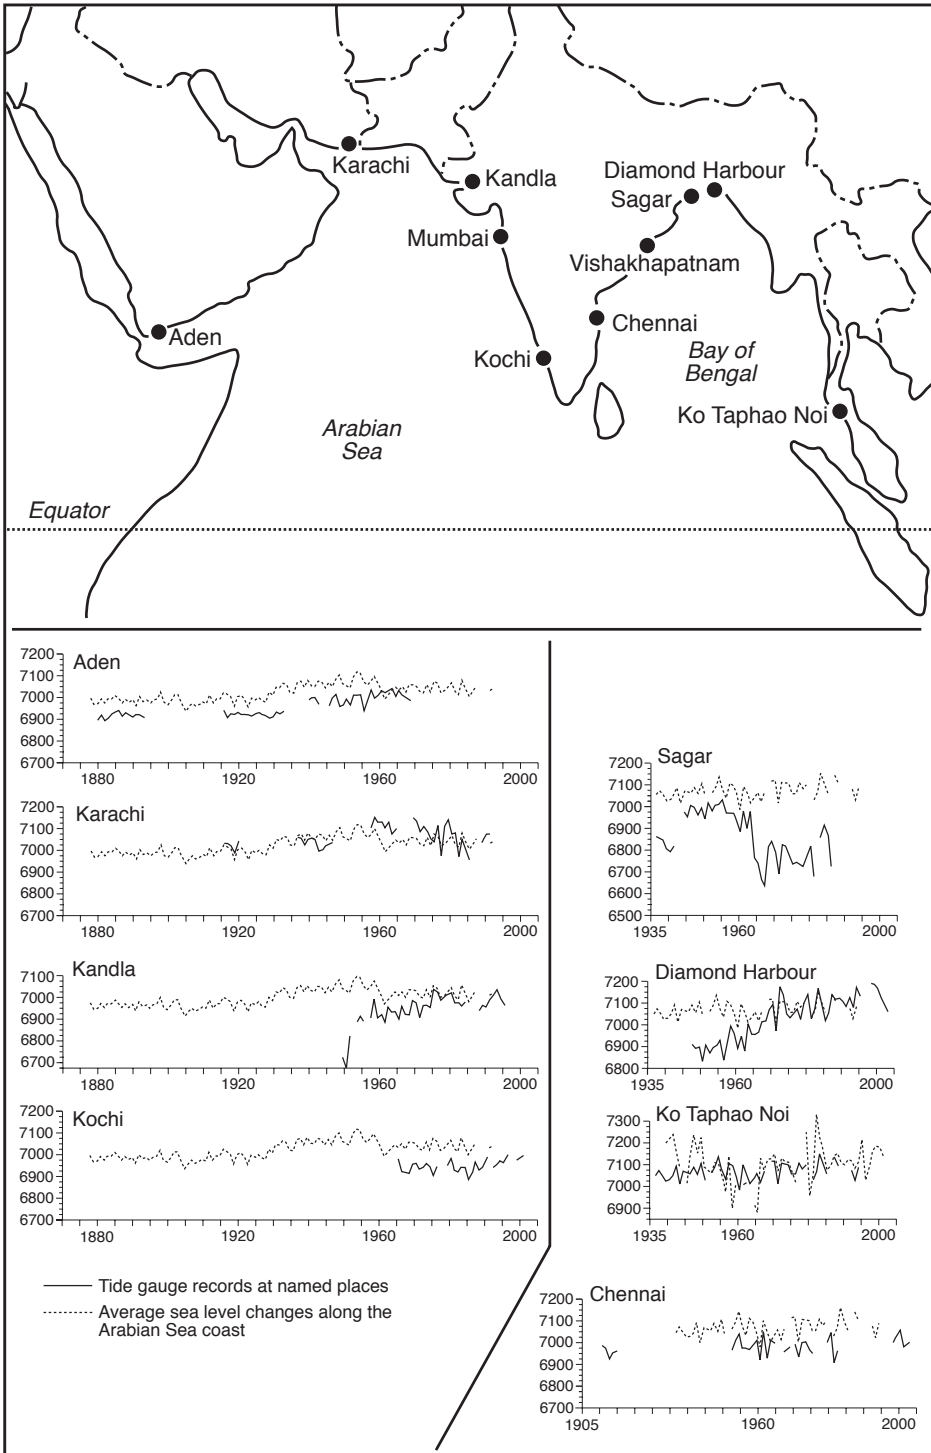 Karachi
Kandla
Diamond Harbour
Sagar
Mumbai
Vishakhapatnam
Aden
Chennai
Kochi
Bay of
Bengal
Ko Taphao Noi
Arabian
Sea
Equator
Aden
7200
7100
7000
6900
6800
6700
1880 1920 1960 2000
Karachi
7200
7100
7000
6900
6800
6700
1880 1920 1960 2000
Kandla
7100
7000
6900
6800
6700
1880 1920 1960 2000
Kochi
7200
7100
7000
6900
6800
6700
1880 1920 1960 2000
Tide gauge records at named places
Average sea level changes along the
Arabian Sea coast
Sagar
7200
7100
7000
6900
6800
6700
6600
6500
1935 1960 2000
Diamond Harbour
7200
7100
7000
6900
6800
1935 1960 2000
Ko Taphao Noi
7300
7200
7100
7000
6900
1935 1960 2000
Chennai
7200
7100
7000
6900
6800
6700
1905 1960 2000